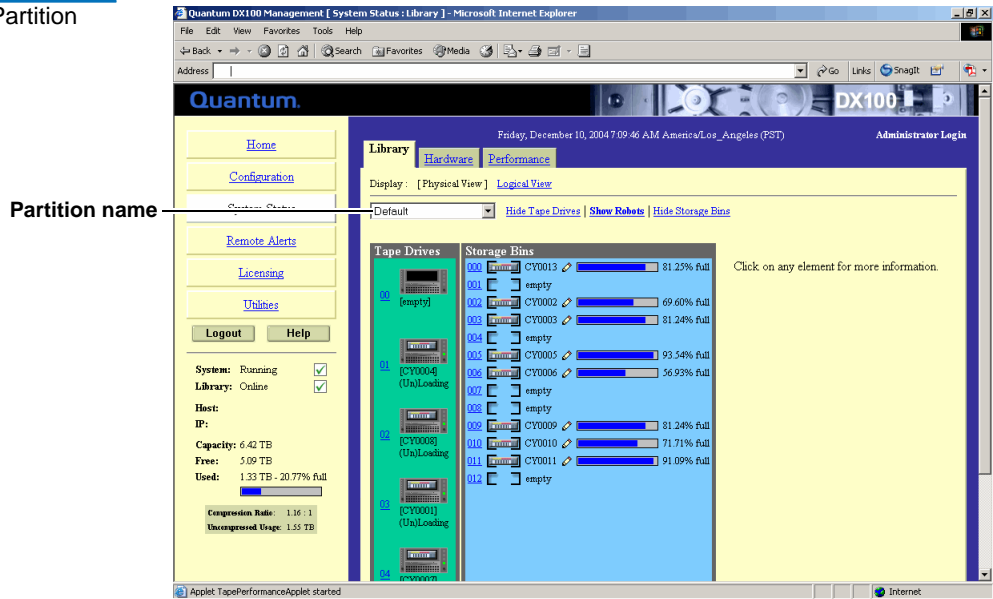 Partition
Partition name
Quantum DX100 Management [ System Status : Library ] - Microsoft Internet Explorer
File Edit View Favorites Tools Help
Back Search Favorites Media
Address Go Links SnagIt
Quantum. DX100
Friday, December 10, 2004 7:09:46 AM America/Los_Angeles (PST) Administrator Login
Home
Configuration
System Status
Remote Alerts
Licensing
Utilities
Logout Help
System: Running
Library: Online
Host:
IP:
Capacity: 6.42 TB
Free: 5.09 TB
Used: 1.33 TB - 20.77% full
Compression Ratio: 1.16 : 1
Uncompressed Usage: 1.55 TB
Library Hardware Performance
Display : [ Physical View ] Logical View
Default Hide Tape Drives | Show Robots | Hide Storage Bins
Tape Drives
00 [empty]
01 [CY0004] (Un)Loading
02 [CY0008] (Un)Loading
03 [CY0001] (Un)Loading
04 [CY0007]
Storage Bins
000 CY0013 81.25% full
001 empty
002 CY0002 69.60% full
003 CY0003 81.24% full
004 empty
005 CY0005 93.54% full
006 CY0006 56.93% full
007 empty
008 empty
009 CY0009 81.24% full
010 CY0010 71.71% full
011 CY0011 91.09% full
012 empty
Click on any element for more information.
Applet TapePerformanceApplet started Internet